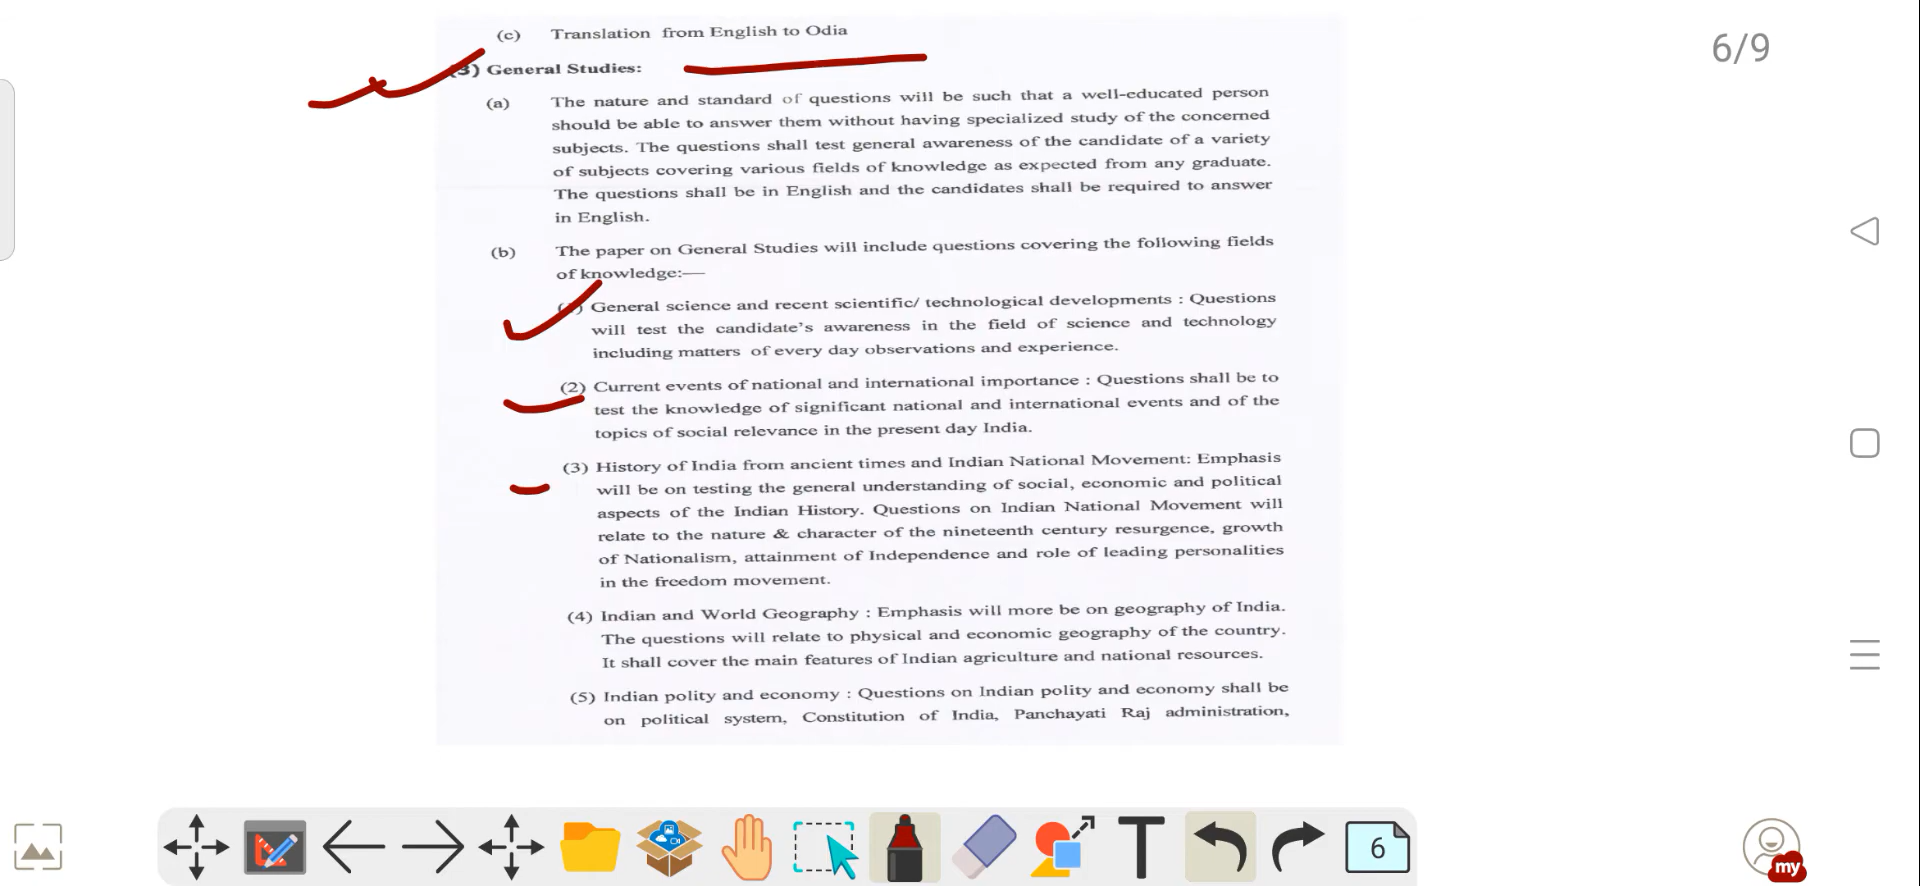 (c) Translation from English to Odia
6/9
(3) General Studies:
(a) The nature and standard of questions will be such that a well-educated person
should be able to answer them without having specialized study of the concerned
subjects. The questions shall test general awareness of the candidate of a variety
of subjects covering various fields of knowledge as expected from any graduate.
The questions shall be in English and the candidates shall be required to answer
in English.
(b) The paper on General Studies will include questions covering the following fields
of knowledge:—
General science and recent scientific/ technological developments : Questions
will test the candidate's awareness in the field of science and technology
including matters of every day observations and experience.
(2) Current events of national and international importance : Questions shall be to
test the knowledge of significant national and international events and of the
topics of social relevance in the present day India.
(3) History of India from ancient times and Indian National Movement: Emphasis
will be on testing the general understanding of social, economic and political
aspects of the Indian History. Questions on Indian National Movement will
relate to the nature & character of the nineteenth century resurgence, growth
of Nationalism, attainment of Independence and role of leading personalities
in the freedom movement.
(4) Indian and World Geography : Emphasis will more be on geography of India.
The questions will relate to physical and economic geography of the country.
It shall cover the main features of Indian agriculture and national resources.
(5) Indian polity and economy : Questions on Indian polity and economy shall be
on political system, Constitution of India, Panchayati Raj administration,
T
6
my